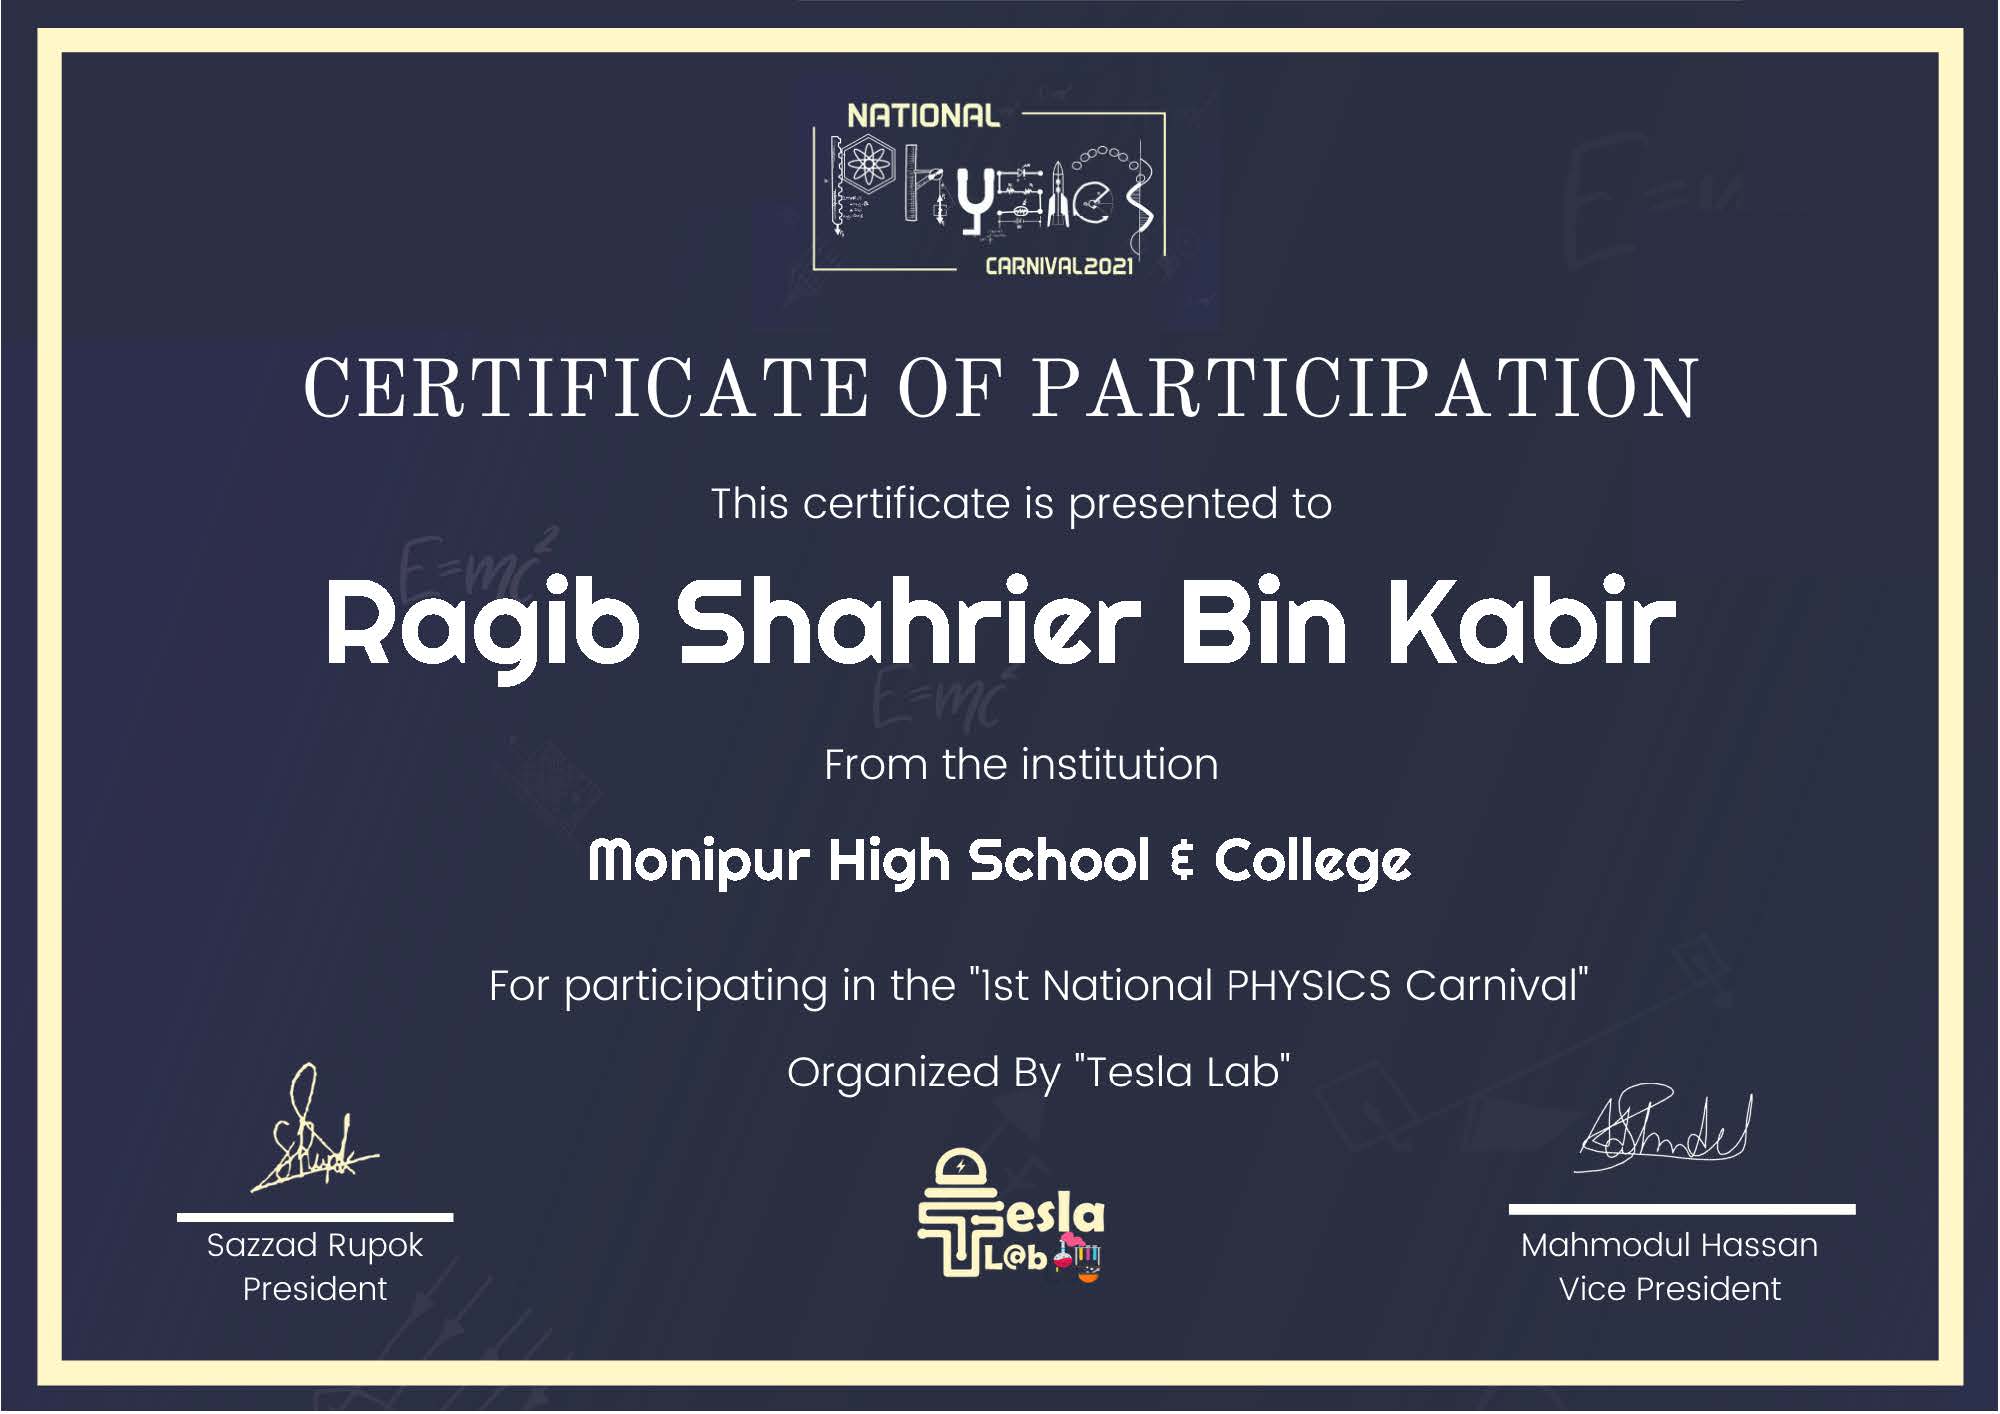 NATIONAL
PHYSICS
CARNIVAL2021
CERTIFICATE OF PARTICIPATION
This certificate is presented to
E=mc²
Ragib Shahrier Bin Kabir
E=mc²
From the institution
Monipur High School & College
For participating in the "1st National PHYSICS Carnival"
Organized By "Tesla Lab"
Tesla
L@b
Sazzad Rupok
President
Mahmodul Hassan
Vice President